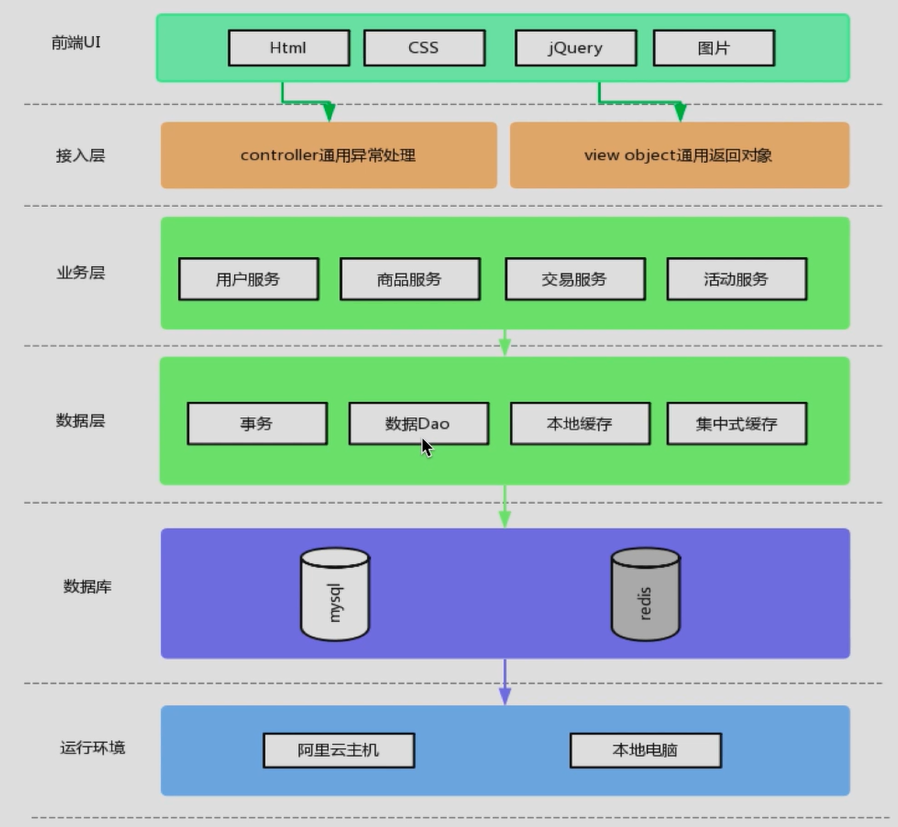 前端UI
Html
CSS
jQuery
图片
接入层
controller通用异常处理
view object通用返回对象
业务层
用户服务
商品服务
交易服务
活动服务
数据层
事务
数据Dao
本地缓存
集中式缓存
数据库
mysql
redis
运行环境
阿里云主机
本地电脑